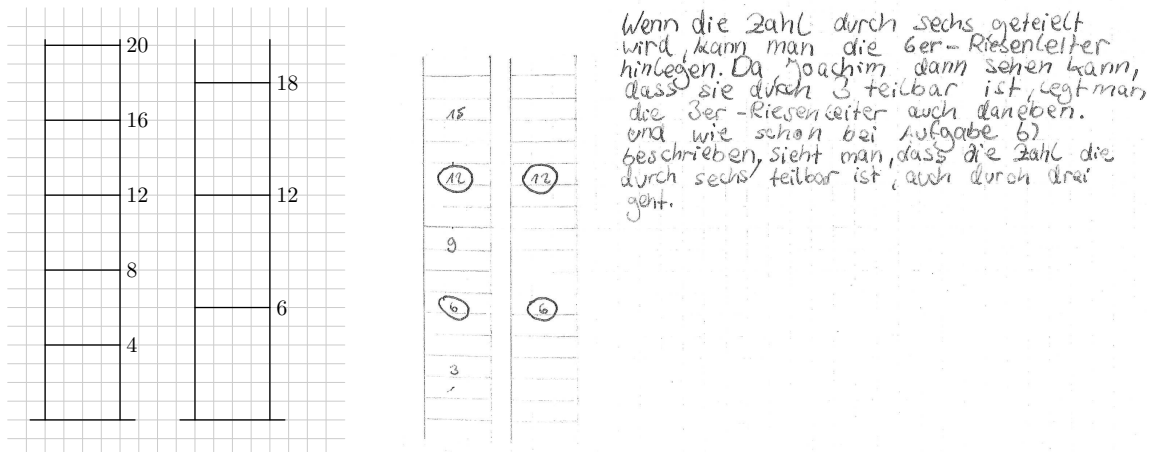 20
18
16
12
12
8
6
4
15
12
12
9
6
6
3
Wenn die Zahl durch sechs geteielt
wird, kann man die 6er-Riesenleiter
hinlegen. Da Joachim dann sehen kann,
dass sie durch 3 teilbar ist, legt man
die 3er-Riesenleiter auch daneben.
und wie schon bei Aufgabe b)
beschrieben, sieht man, dass die Zahl die
durch sechs teilbar ist, auch durch drai
geht.